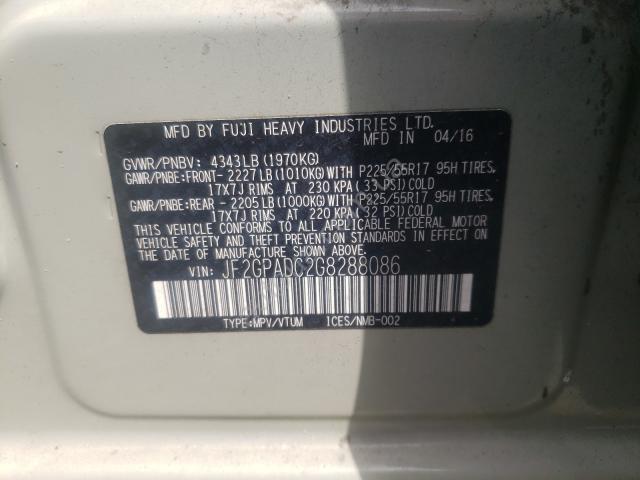 MFD BY FUJI HEAVY INDUSTRIES LTD.
MFD IN 04/16
GVWR/PNBV: 4343LB(1970KG)
GAWR/PNBE:FRONT- 2227LB(1010KG)WITH P225/55R17 95H TIRES,
17X7J RIMS AT 230 KPA(33 PSI)COLD
GAWR/PNBE:REAR - 2205LB(1000KG)WITH P225/55R17 95H TIRES,
17X7J RIMS AT 220 KPA(32 PSI)COLD
THIS VEHICLE CONFORMS TO ALL APPLICABLE FEDERAL MOTOR
VEHICLE SAFETY AND THEFT PREVENTION STANDARDS IN EFFECT ON
THE DATE OF MANUFACTURE SHOWN ABOVE.
VIN: JF2GPADC2G8288086
TYPE:MPV/VTUM ICES/NMB-002